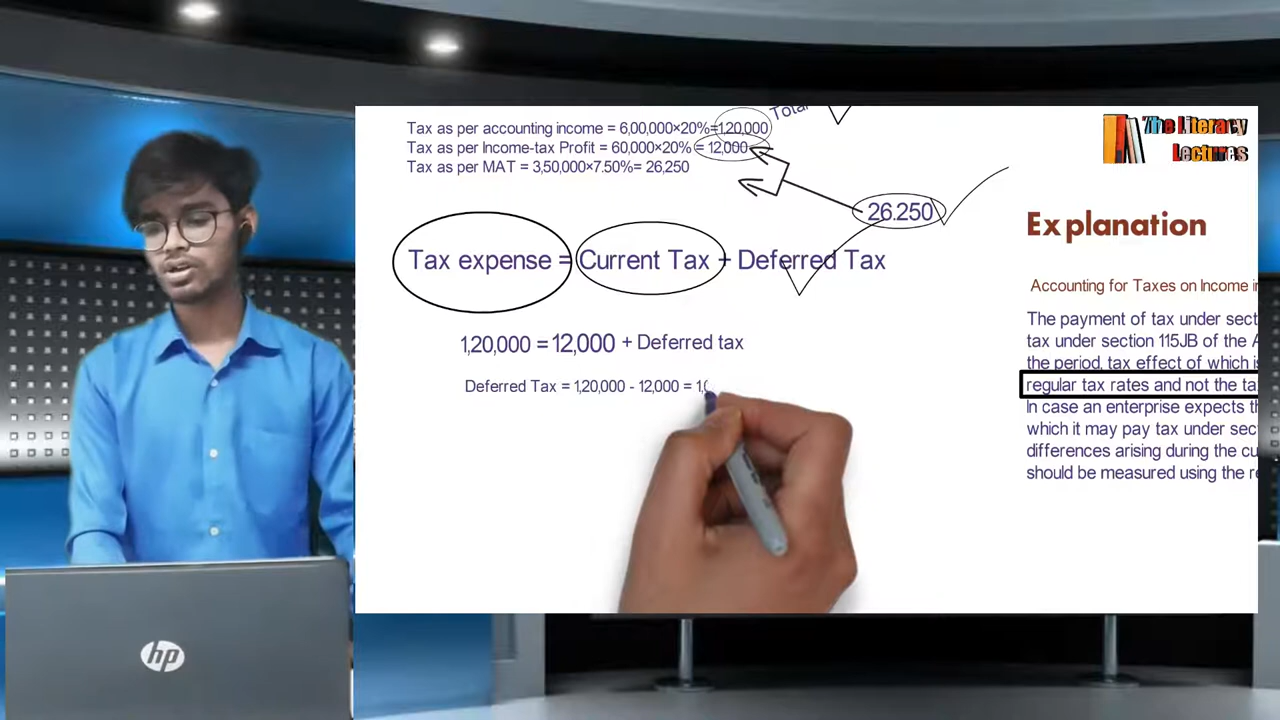 Total
Tax as per accounting income = 6,00,000×20%=1,20,000
Tax as per Income-tax Profit = 60,000×20% = 12,000
Tax as per MAT = 3,50,000×7.50%= 26,250
26.250
Tax expense = Current Tax + Deferred Tax
1,20,000 = 12,000 + Deferred tax
Deferred Tax = 1,20,000 - 12,000 =
The Literacy
Lectures
Explanation
Accounting for Taxes on Income
The payment of tax under
tax under section 115JB of the
the period, tax effect of which
regular tax rates and not the
In case an enterprise expects
which it may pay tax under
differences arising during the
should be measured using the
hp